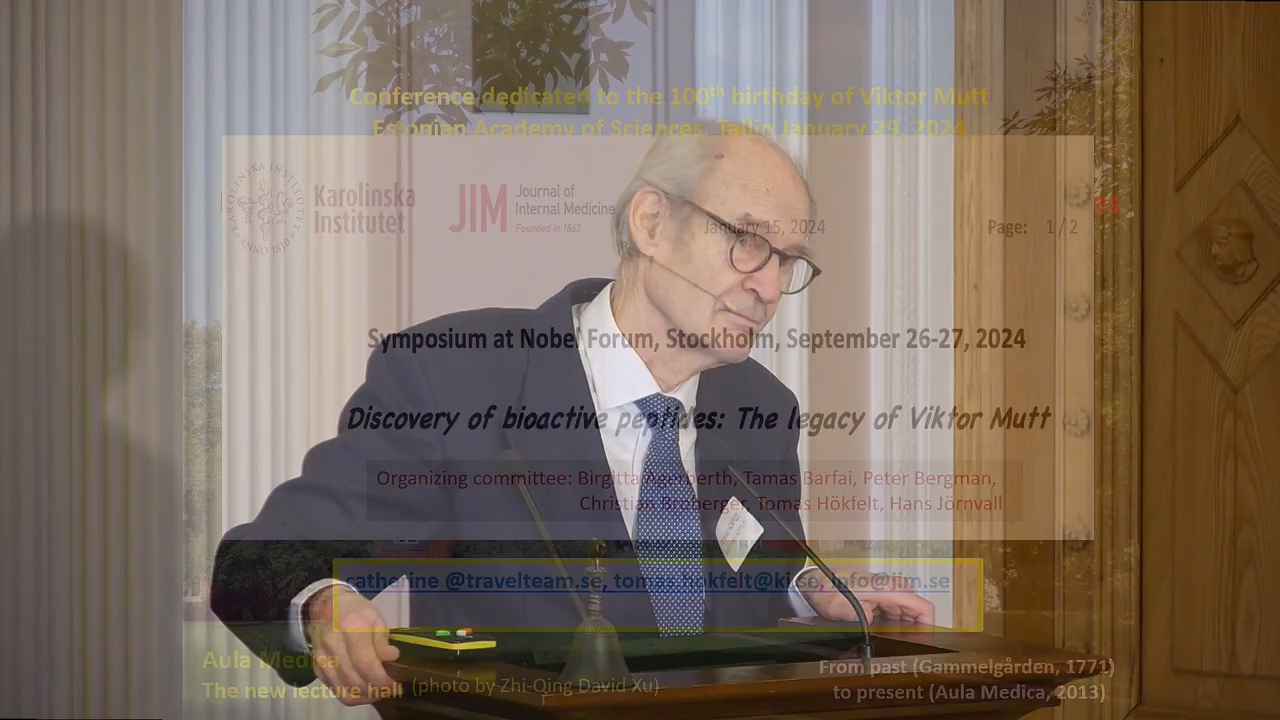 Conference dedicated to the 100th birthday of Viktor Mutt
Estonian Academy of Sciences, Tallin January 29, 2024
Karolinska
Institutet
KAROLINSKA INSTITUTET
ANNO 1810
JIM
Journal of
Internal Medicine
Founded in 1863
January 15, 2024
Page: 1 / 2
Symposium at Nobel Forum, Stockholm, September 26-27, 2024
Discovery of bioactive peptides: The legacy of Viktor Mutt
Organizing committee: Birgitta Agerberth, Tamas Barfai, Peter Bergman,
Christian Broberger, Tomas Hökfelt, Hans Jörnvall
catherine @travelteam.se, tomas.hokfelt@ki.se, info@jim.se
Aula Medica
The new lecture hall (photo by Zhi-Qing David Xu)
From past (Gammelgården, 1771)
to present (Aula Medica, 2013)